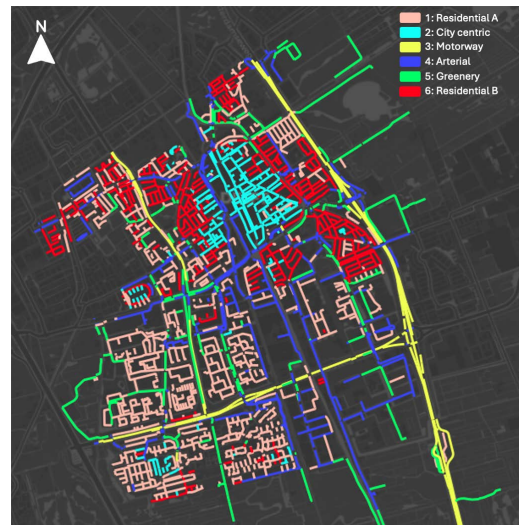 N
1: Residential A
2: City centric
3: Motorway
4: Arterial
5: Greenery
6: Residential B